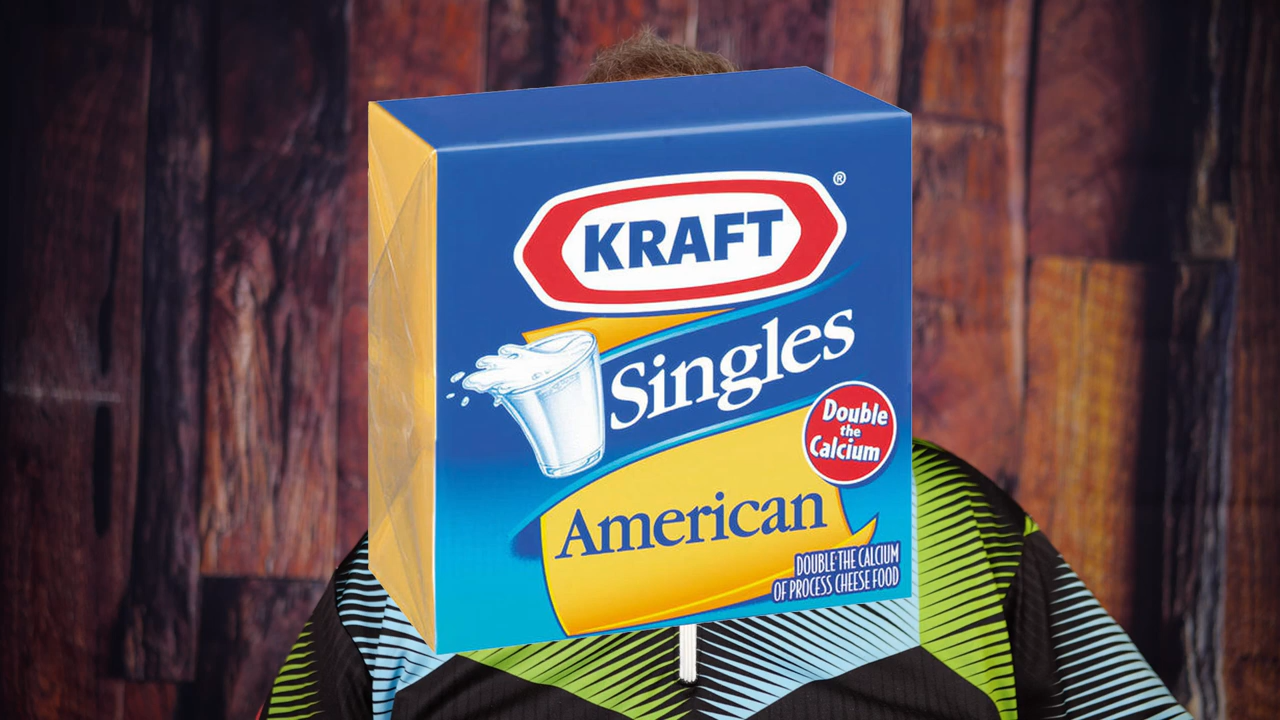 KRAFT®
Singles
Double
the
Calcium
American
DOUBLE THE CALCIUM
OF PROCESS CHEESE FOOD